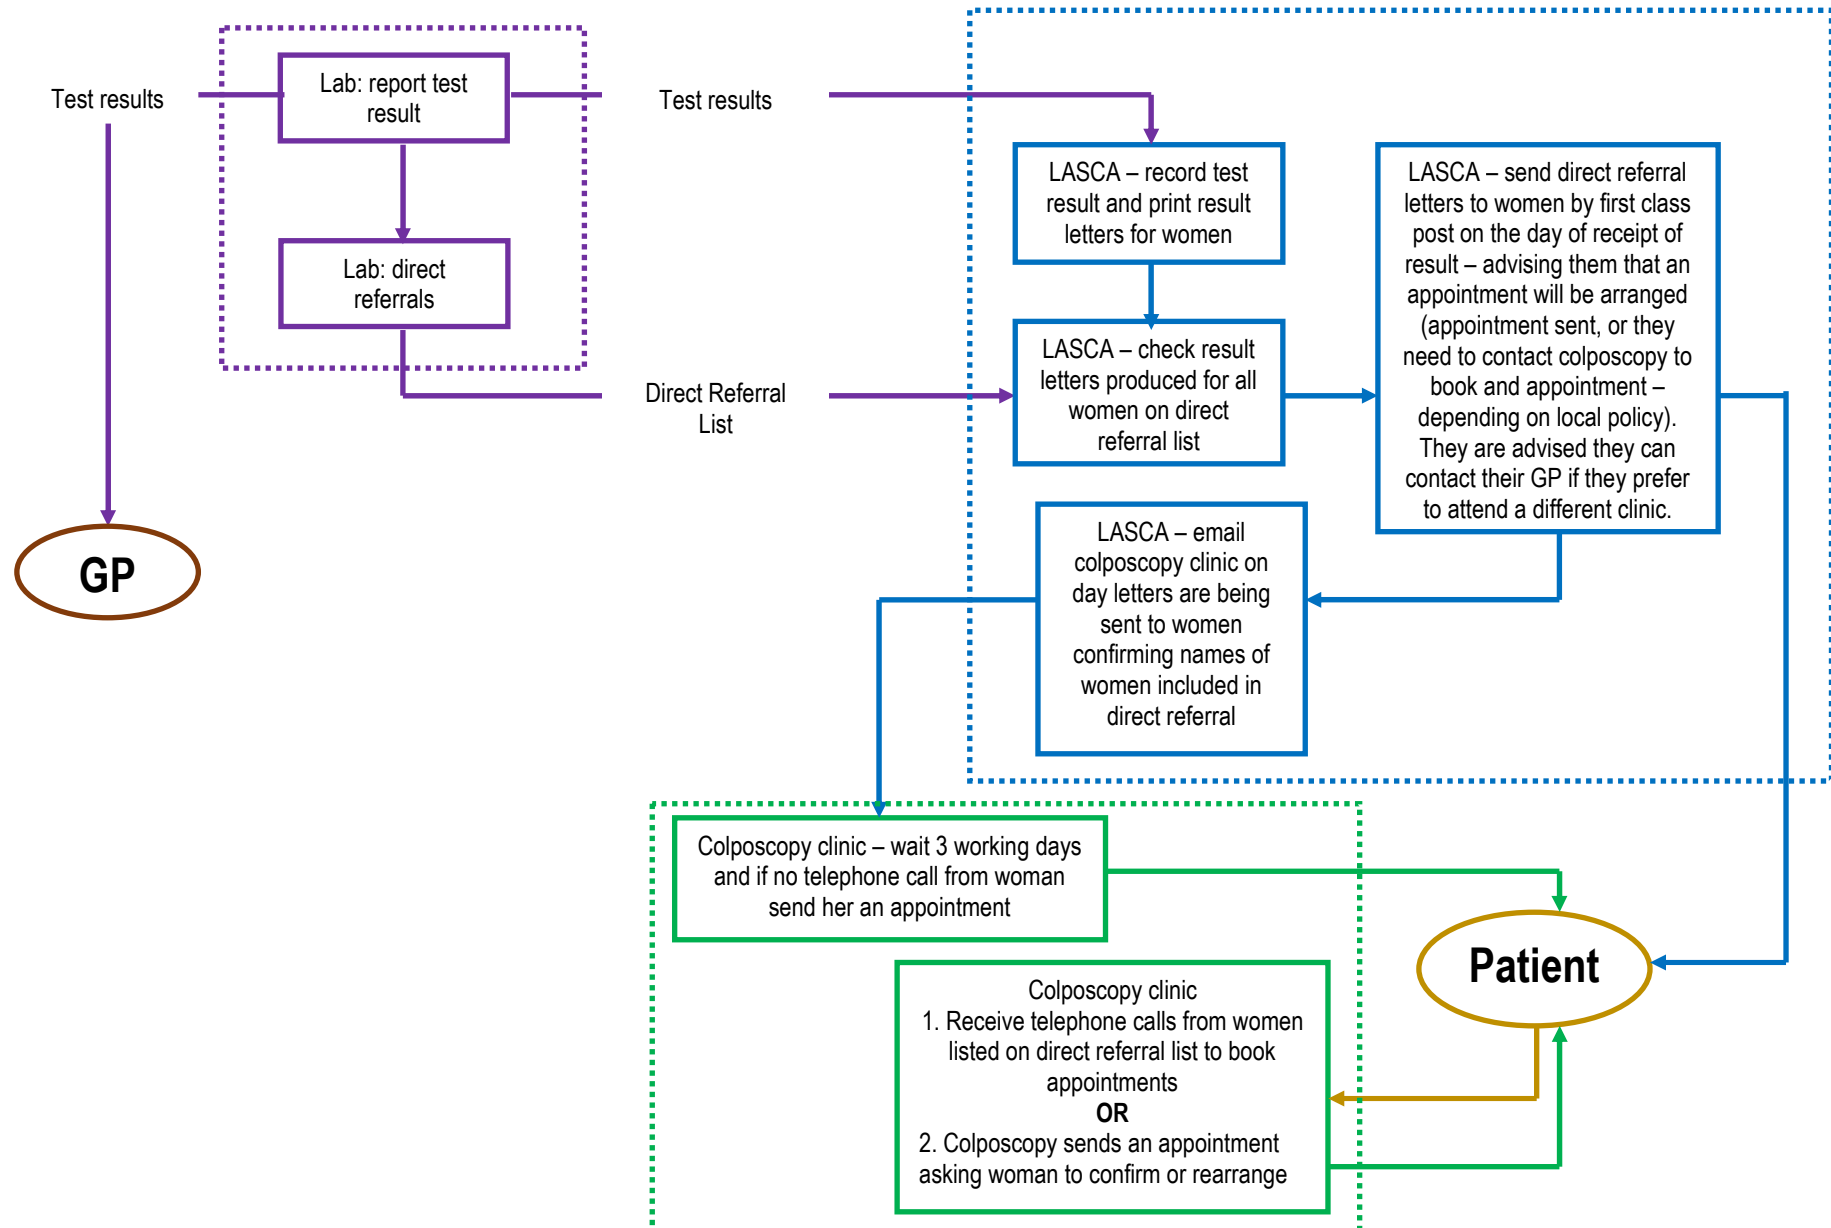 Test results
Lab: report test
result
Test results
Lab: direct
referrals
Direct Referral
List
GP
LASCA – record test
result and print result
letters for women
LASCA – check result
letters produced for all
women on direct
referral list
LASCA – send direct referral
letters to women by first class
post on the day of receipt of
result – advising them that an
appointment will be arranged
(appointment sent, or they
need to contact colposcopy to
book and appointment –
depending on local policy).
They are advised they can
contact their GP if they prefer
to attend a different clinic.
LASCA – email
colposcopy clinic on
day letters are being
sent to women
confirming names of
women included in
direct referral
Colposcopy clinic – wait 3 working days
and if no telephone call from woman
send her an appointment
Patient
Colposcopy clinic
1. Receive telephone calls from women
listed on direct referral list to book
appointments
OR
2. Colposcopy sends an appointment
asking woman to confirm or rearrange